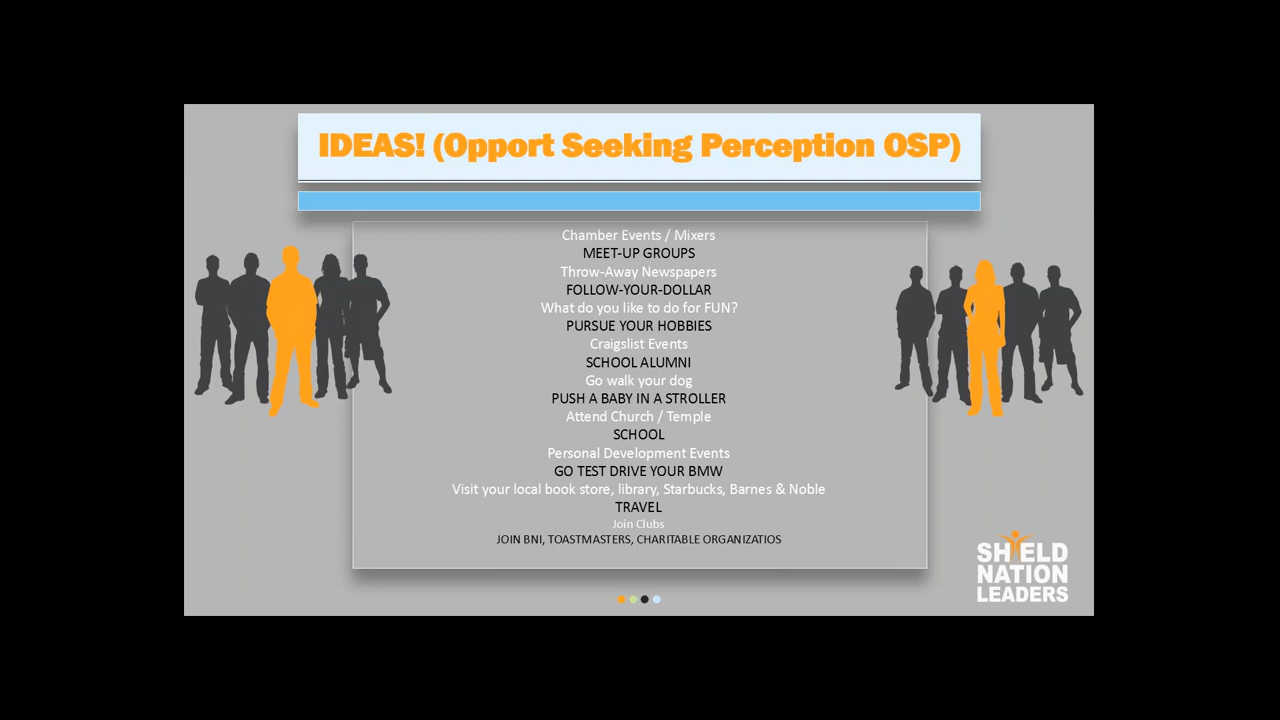 IDEAS! (Opport Seeking Perception OSP)
Chamber Events / Mixers
MEET-UP GROUPS
Throw-Away Newspapers
FOLLOW-YOUR-DOLLAR
What do you like to do for FUN?
PURSUE YOUR HOBBIES
Craigslist Events
SCHOOL ALUMNI
Go walk your dog
PUSH A BABY IN A STROLLER
Attend Church / Temple
SCHOOL
Personal Development Events
GO TEST DRIVE YOUR BMW
Visit your local book store, library, Starbucks, Barnes & Noble
TRAVEL
Join Clubs
JOIN BNI, TOASTMASTERS, CHARITABLE ORGANIZATIOS
SHIELD
NATION
LEADERS